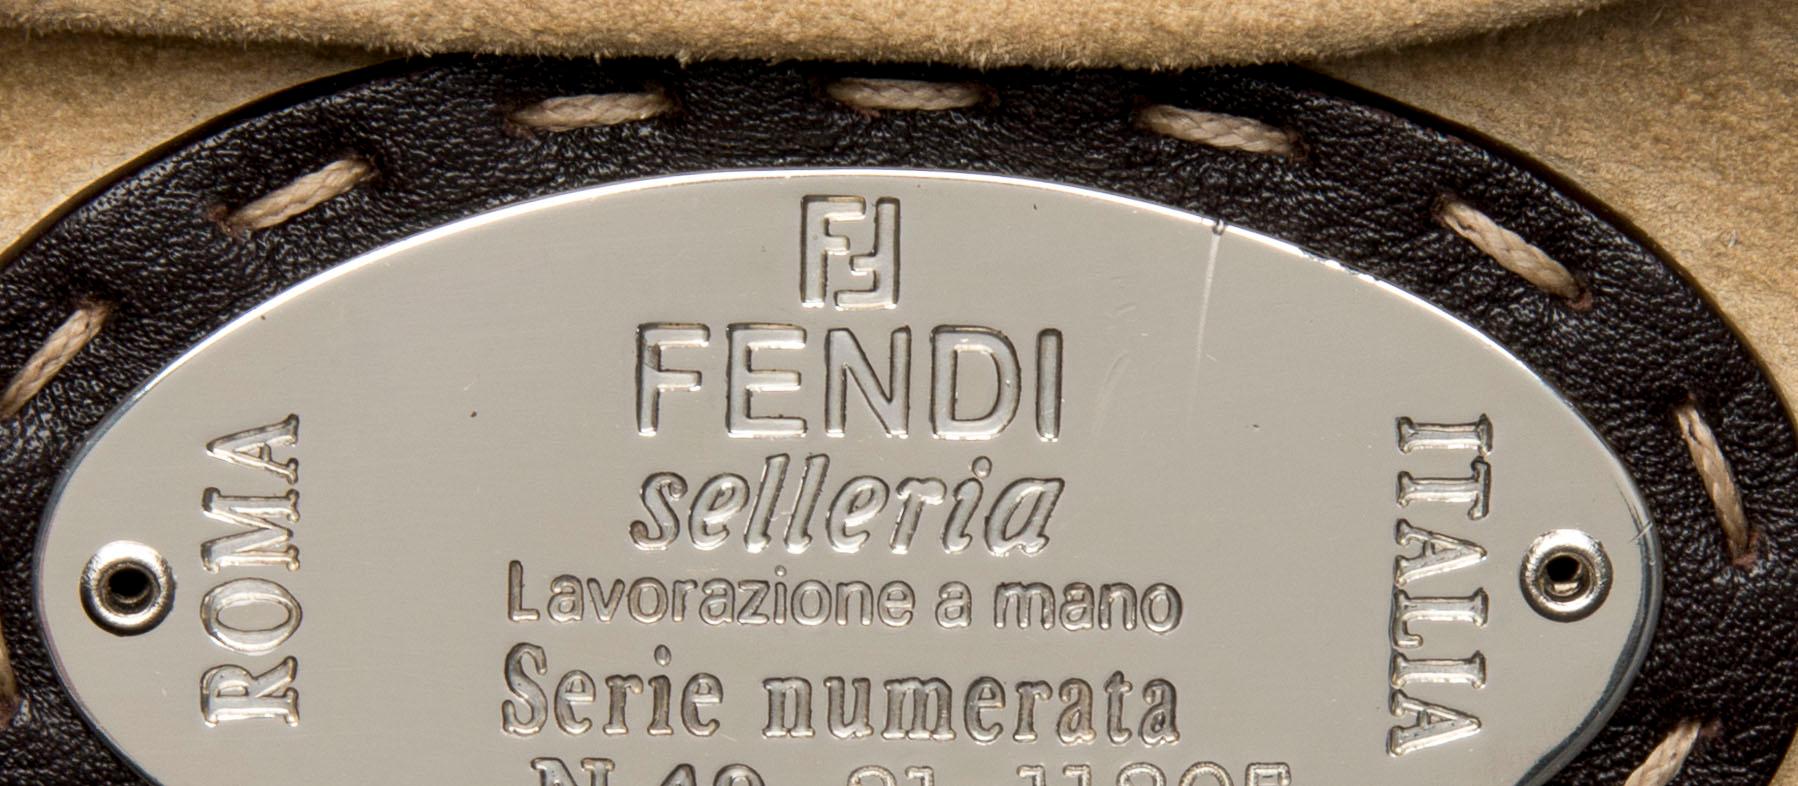 FF
FENDI
selleria
Lavorazione a mano
Serie numerata
ROMA
ITALIA